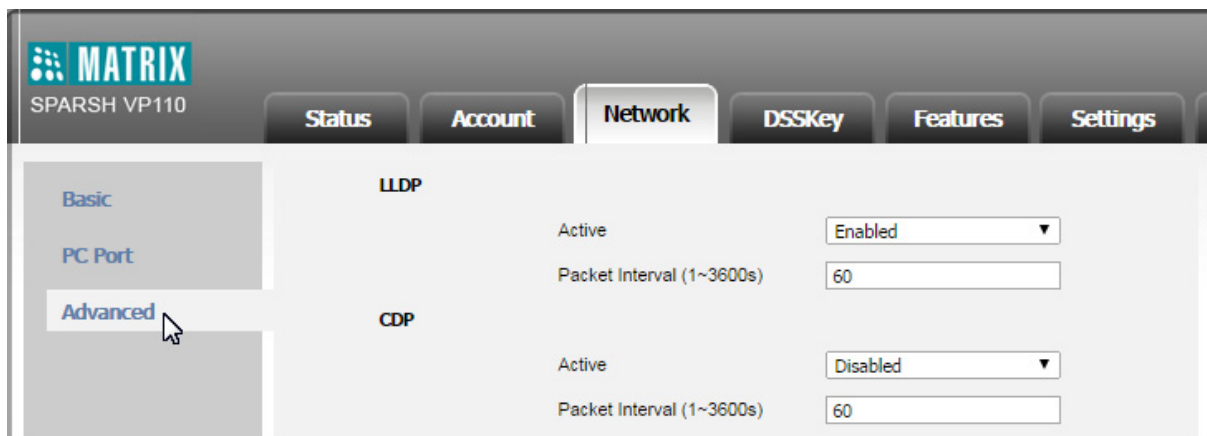 MATRIX
SPARSH VP110
Status Account Network DSSKey Features Settings
Basic
PC Port
Advanced
LLDP
Active Enabled
Packet Interval (1~3600s) 60
CDP
Active Disabled
Packet Interval (1~3600s) 60